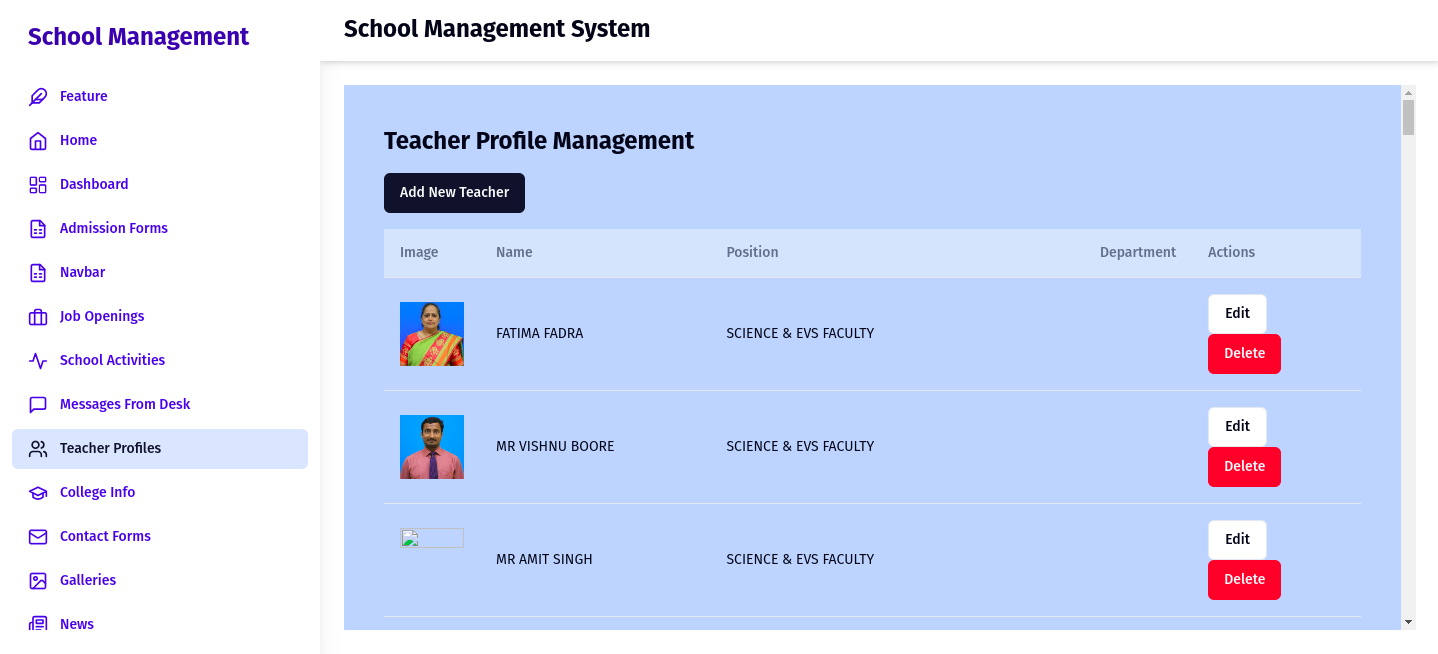 School Management
Feature
Home
Dashboard
Admission Forms
Navbar
Job Openings
School Activities
Messages From Desk
Teacher Profiles
College Info
Contact Forms
Galleries
News
School Management System
Teacher Profile Management
Add New Teacher
Image Name Position Department Actions
FATIMA FADRA SCIENCE & EVS FACULTY Edit
Delete
MR VISHNU BOORE SCIENCE & EVS FACULTY Edit
Delete
MR AMIT SINGH SCIENCE & EVS FACULTY Edit
Delete